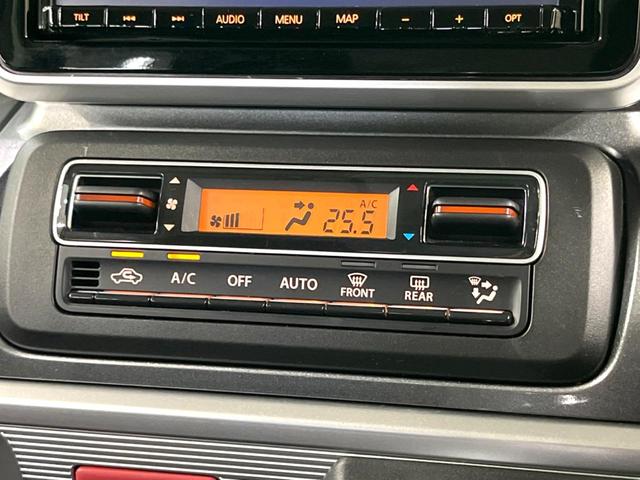 TILT AUDIO MENU MAP − + OPT
A/C
25.5
A/C OFF AUTO FRONT REAR